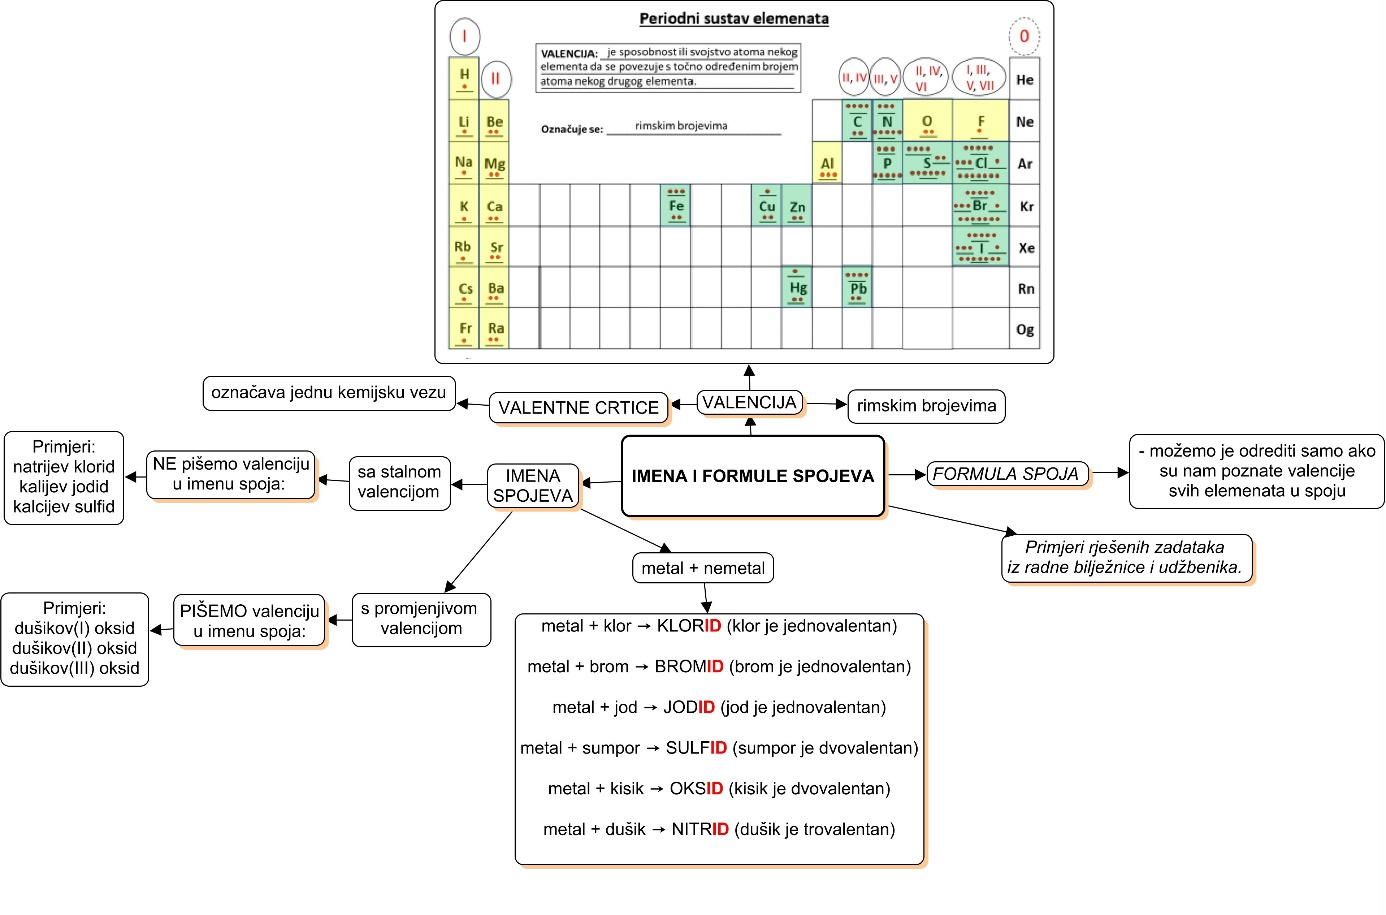 Periodni sustav elemenata
I
0
VALENCIJA: je sposobnost ili svojstvo atoma nekog
elementa da se povezuje s točno određenim brojem
atoma nekog drugog elementa.
II
II, IV
III, V
II, IV,
VI
I, III,
V, VII
H
He
Li
Be
C
N
O
F
Ne
Označuje se: rimskim brojevima
Na
Mg
Al
P
S
Cl
Ar
K
Ca
Fe
Cu
Zn
Br
Kr
Rb
Sr
I
Xe
Cs
Ba
Hg
Pb
Rn
Fr
Ra
Og
označava jednu kemijsku vezu
VALENTNE CRTICE
VALENCIJA
rimskim brojevima
Primjeri:
natrijev klorid
kalijev jodid
kalcijev sulfid
NE pišemo valenciju
u imenu spoja:
sa stalnom
valencijom
IMENA
SPOJEVA
IMENA I FORMULE SPOJEVA
FORMULA SPOJA
- možemo je odrediti samo ako
su nam poznate valencije
svih elemenata u spoju
Primjeri rješenih zadataka
iz radne bilježnice i udžbenika.
metal + nemetal
Primjeri:
dušikov(I) oksid
dušikov(II) oksid
dušikov(III) oksid
PIŠEMO valenciju
u imenu spoja:
s promjenjivom
valencijom
metal + klor → KLORID (klor je jednovalentan)
metal + brom → BROMID (brom je jednovalentan)
metal + jod → JODID (jod je jednovalentan)
metal + sumpor → SULFID (sumpor je dvovalentan)
metal + kisik → OKSID (kisik je dvovalentan)
metal + dušik → NITRID (dušik je trovalentan)